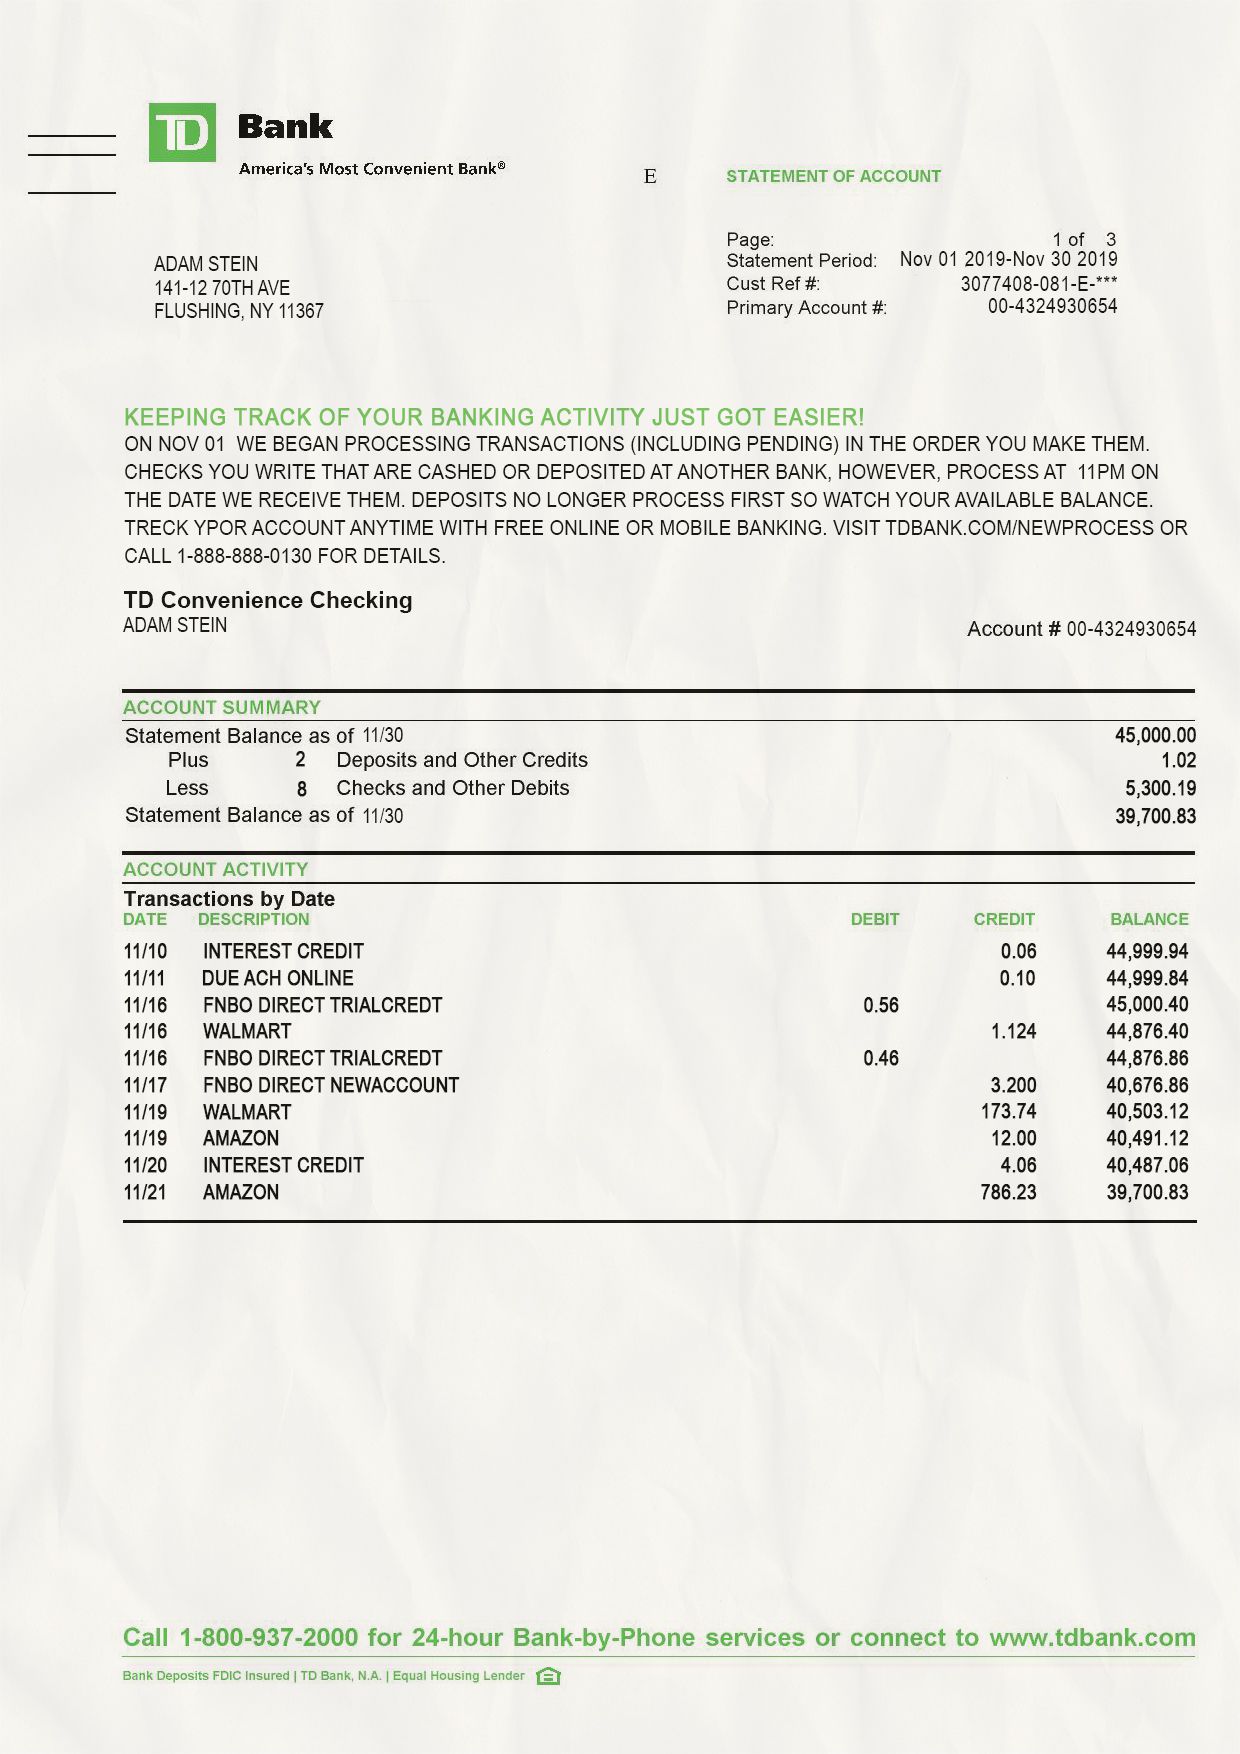 TD Bank
America's Most Convenient Bank®
E
STATEMENT OF ACCOUNT
ADAM STEIN
141-12 70TH AVE
FLUSHING, NY 11367
Page: 1 of 3
Statement Period: Nov 01 2019-Nov 30 2019
Cust Ref #: 3077408-081-E-***
Primary Account #: 00-4324930654
KEEPING TRACK OF YOUR BANKING ACTIVITY JUST GOT EASIER!
ON NOV 01 WE BEGAN PROCESSING TRANSACTIONS (INCLUDING PENDING) IN THE ORDER YOU MAKE THEM.
CHECKS YOU WRITE THAT ARE CASHED OR DEPOSITED AT ANOTHER BANK, HOWEVER, PROCESS AT 11PM ON
THE DATE WE RECEIVE THEM. DEPOSITS NO LONGER PROCESS FIRST SO WATCH YOUR AVAILABLE BALANCE.
TRECK YPOR ACCOUNT ANYTIME WITH FREE ONLINE OR MOBILE BANKING. VISIT TDBANK.COM/NEWPROCESS OR
CALL 1-888-888-0130 FOR DETAILS.
TD Convenience Checking
ADAM STEIN
Account # 00-4324930654
ACCOUNT SUMMARY
Statement Balance as of 11/30 45,000.00
Plus 2 Deposits and Other Credits 1.02
Less 8 Checks and Other Debits 5,300.19
Statement Balance as of 11/30 39,700.83
ACCOUNT ACTIVITY
Transactions by Date
DATE DESCRIPTION DEBIT CREDIT BALANCE
11/10 INTEREST CREDIT 0.06 44,999.94
11/11 DUE ACH ONLINE 0.10 44,999.84
11/16 FNBO DIRECT TRIALCREDT 0.56 45,000.40
11/16 WALMART 1.124 44,876.40
11/16 FNBO DIRECT TRIALCREDT 0.46 44,876.86
11/17 FNBO DIRECT NEWACCOUNT 3.200 40,676.86
11/19 WALMART 173.74 40,503.12
11/19 AMAZON 12.00 40,491.12
11/20 INTEREST CREDIT 4.06 40,487.06
11/21 AMAZON 786.23 39,700.83
Call 1-800-937-2000 for 24-hour Bank-by-Phone services or connect to www.tdbank.com
Bank Deposits FDIC Insured | TD Bank, N.A. | Equal Housing Lender